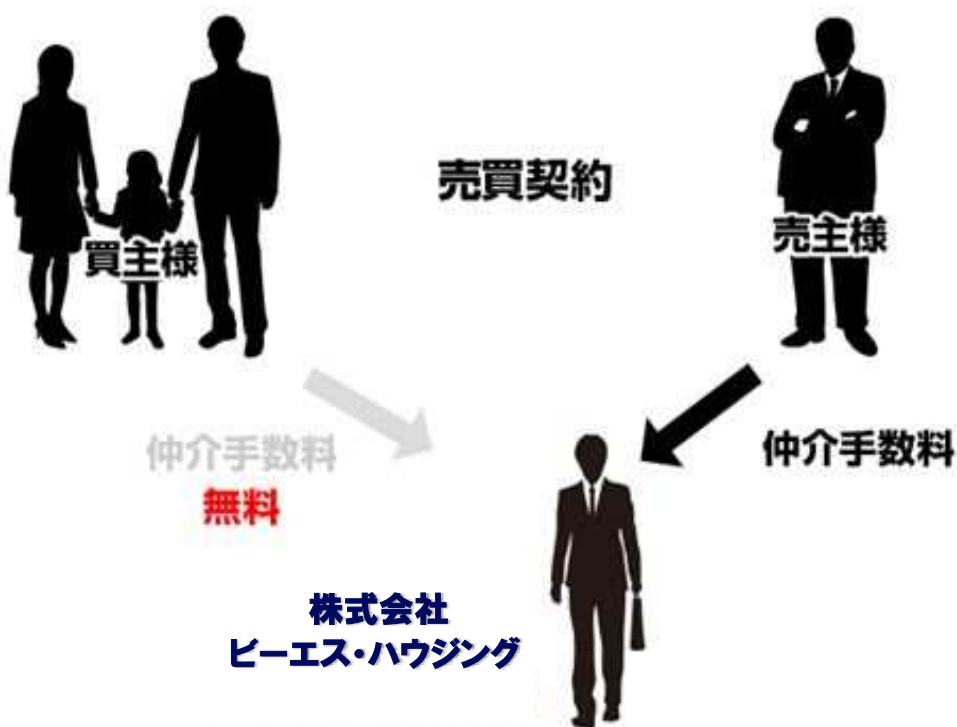 売買契約
買主様
売主様
仲介手数料
無料
仲介手数料
株式会社
ビーエス・ハウジング